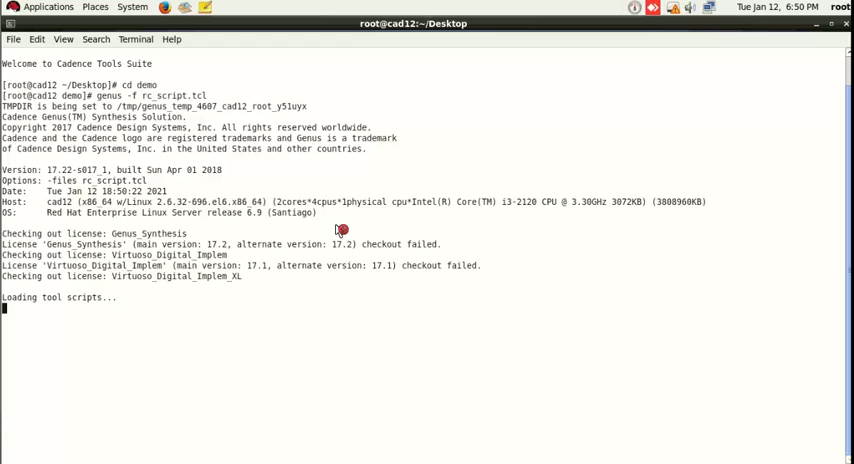 Applications Places System Tue Jan 12, 6:50 PM root
root@cad12:~/Desktop
File Edit View Search Terminal Help
Welcome to Cadence Tools Suite
[root@cad12 ~/Desktop]# cd demo
[root@cad12 demo]# genus -f rc_script.tcl
TMPDIR is being set to /tmp/genus_temp_4607_cad12_root_y51uyx
Cadence Genus(TM) Synthesis Solution.
Copyright 2017 Cadence Design Systems, Inc. All rights reserved worldwide.
Cadence and the Cadence logo are registered trademarks and Genus is a trademark
of Cadence Design Systems, Inc. in the United States and other countries.
Version: 17.22-s017_1, built Sun Apr 01 2018
Options: -files rc_script.tcl
Date: Tue Jan 12 18:50:22 2021
Host: cad12 (x86_64 w/Linux 2.6.32-696.el6.x86_64) (2cores*4cpus*1physical cpu*Intel(R) Core(TM) i3-2120 CPU @ 3.30GHz 3072KB) (3808960KB)
OS: Red Hat Enterprise Linux Server release 6.9 (Santiago)
Checking out license: Genus_Synthesis
License 'Genus_Synthesis' (main version: 17.2, alternate version: 17.2) checkout failed.
Checking out license: Virtuoso_Digital_Implem
License 'Virtuoso_Digital_Implem' (main version: 17.1, alternate version: 17.1) checkout failed.
Checking out license: Virtuoso_Digital_Implem_XL
Loading tool scripts...